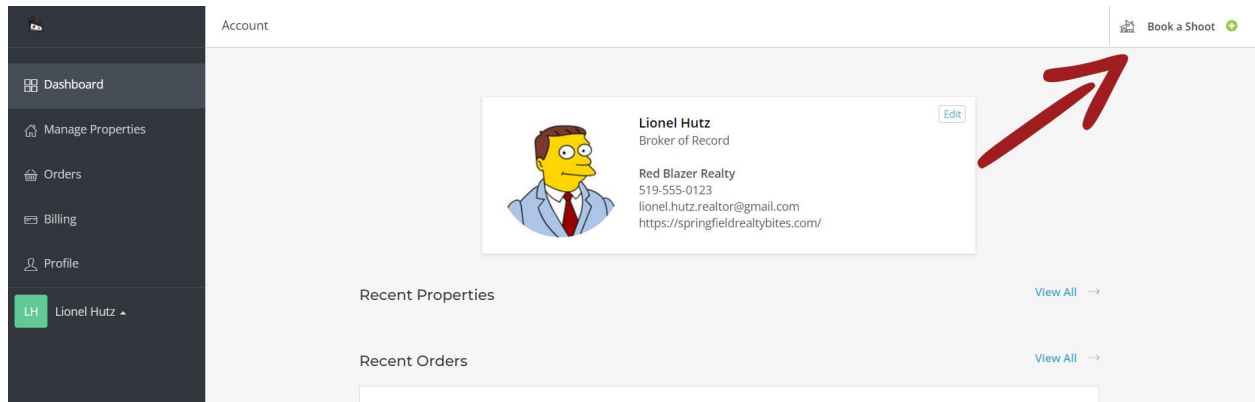 Account
Book a Shoot
Dashboard
Manage Properties
Orders
Billing
Profile
LH Lionel Hutz
Lionel Hutz
Edit
Broker of Record
Red Blazer Realty
519-555-0123
lionel.hutz.realtor@gmail.com
https://springfieldrealtybites.com/
Recent Properties
View All
Recent Orders
View All